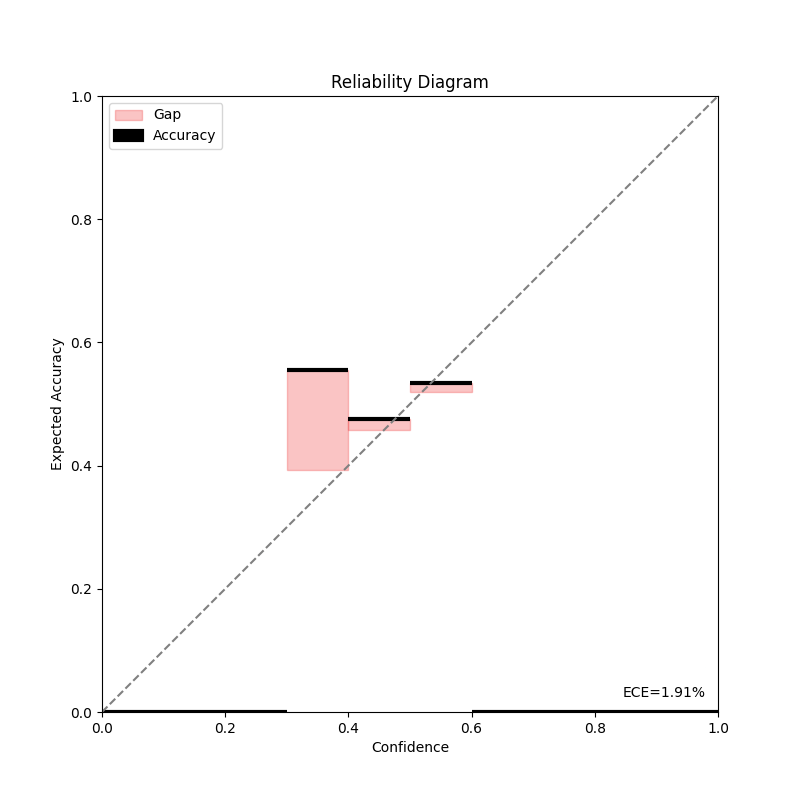 Reliability Diagram
Gap
Accuracy
1.0
0.8
0.6
0.4
0.2
0.0
Expected Accuracy
ECE=1.91%
0.0 0.2 0.4 0.6 0.8 1.0
Confidence